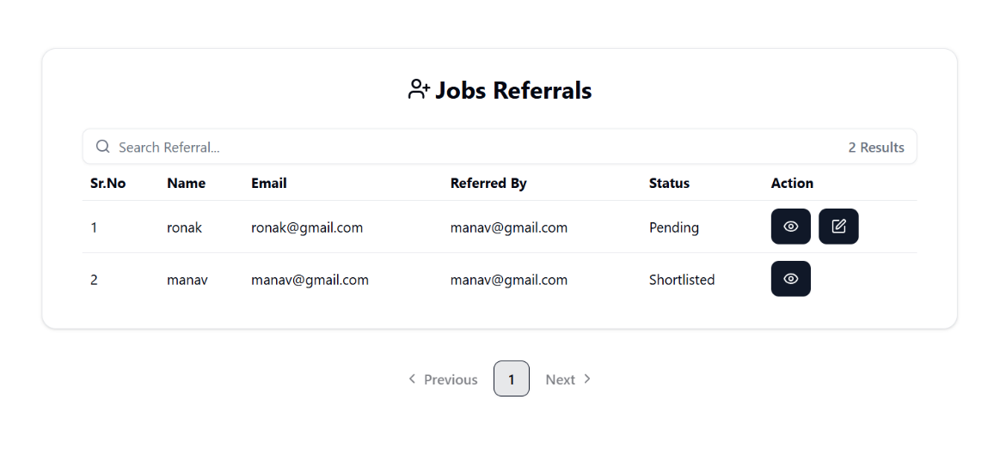 Jobs Referrals
Search Referral... 2 Results
Sr.No Name Email Referred By Status Action
1 ronak ronak@gmail.com manav@gmail.com Pending
2 manav manav@gmail.com manav@gmail.com Shortlisted
Previous 1 Next